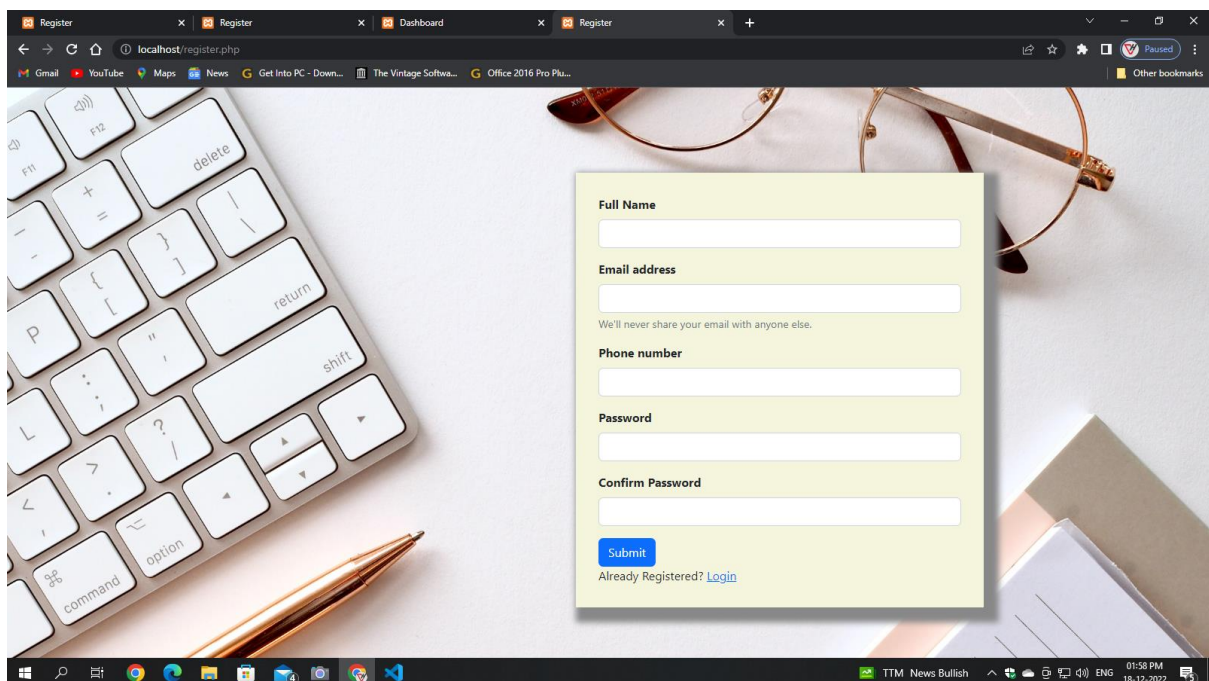 Register
Register
Dashboard
Register
localhost/register.php
Paused
Gmail
YouTube
Maps
News
Get Into PC - Down...
The Vintage Softwa...
Office 2016 Pro Plu...
Other bookmarks
F12
F11
delete
+
=
-
-
}
]
|
\
{
[
return
P
"
'
:
;
shift
L
?
/
>
.
<
,
option
⌘
command
Full Name
Email address
We'll never share your email with anyone else.
Phone number
Password
Confirm Password
Submit
Already Registered? Login
TTM News Bullish
ENG
01:58 PM
18-12-2022